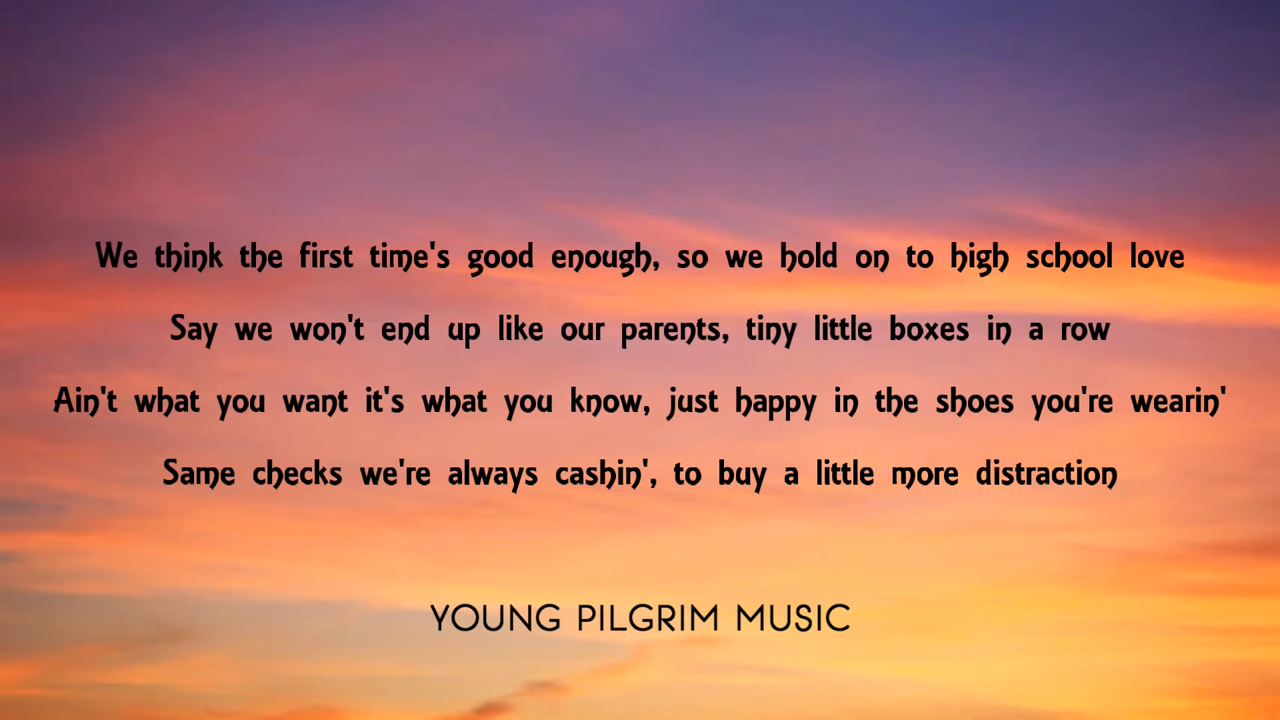 We think the first time's good enough, so we hold on to high school love
Say we won't end up like our parents, tiny little boxes in a row
Ain't what you want it's what you know, just happy in the shoes you're wearin'
Same checks we're always cashin', to buy a little more distraction
YOUNG PILGRIM MUSIC